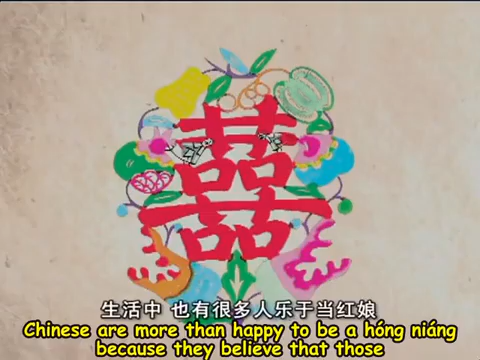 囍
生活中 也有很多人乐于当红娘
Chinese are more than happy to be a hóng niáng
because they believe that those